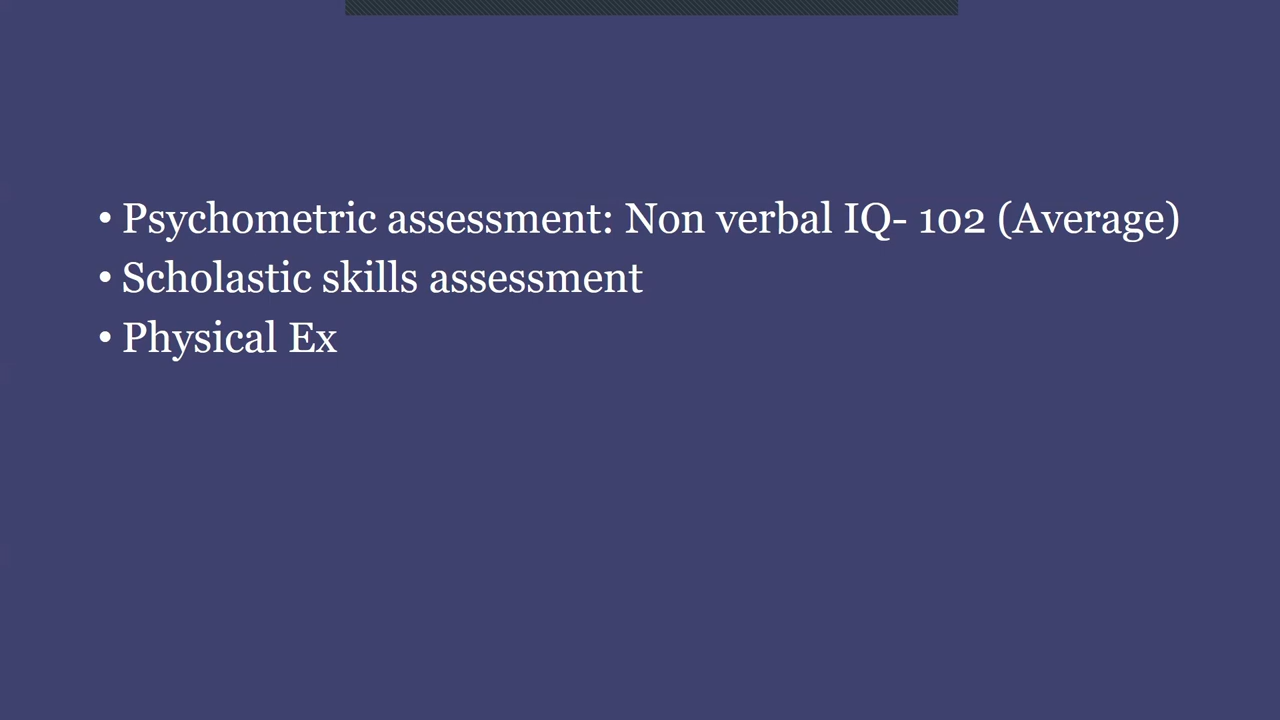 • Psychometric assessment: Non verbal IQ- 102 (Average)
• Scholastic skills assessment
• Physical Ex